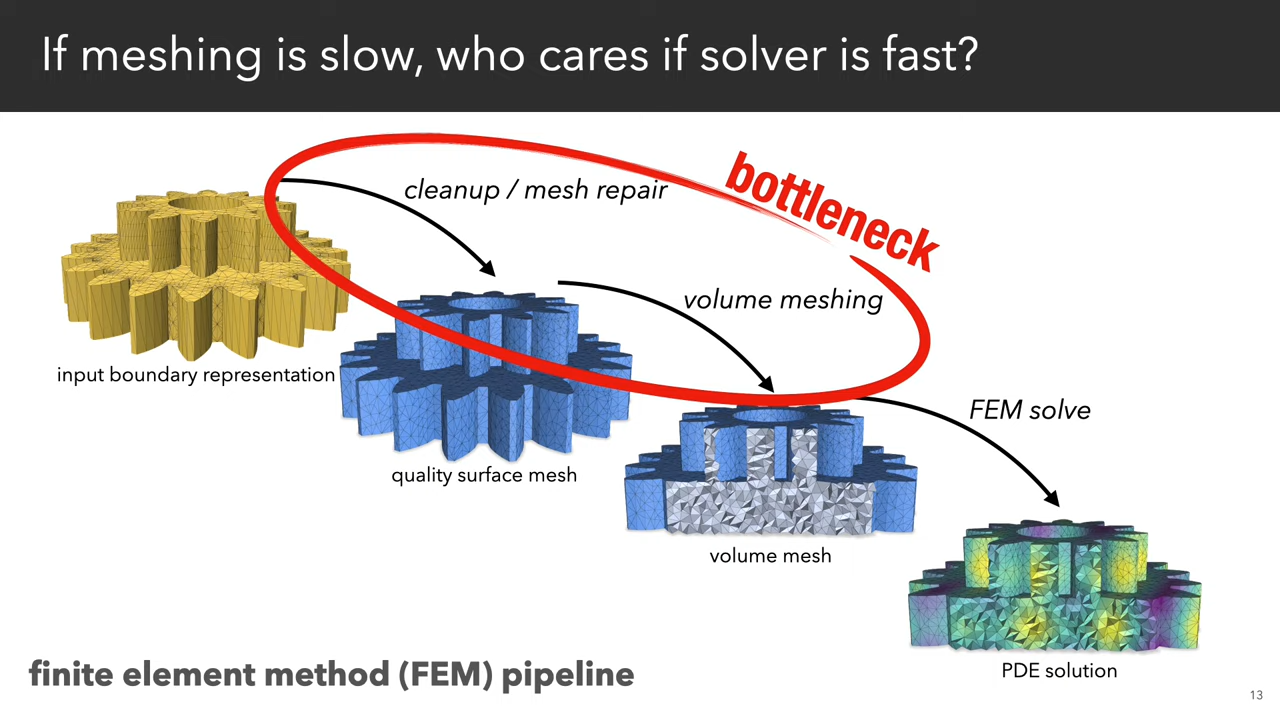 If meshing is slow, who cares if solver is fast?
bottleneck
cleanup / mesh repair
volume meshing
input boundary representation
FEM solve
quality surface mesh
volume mesh
PDE solution
finite element method (FEM) pipeline
13